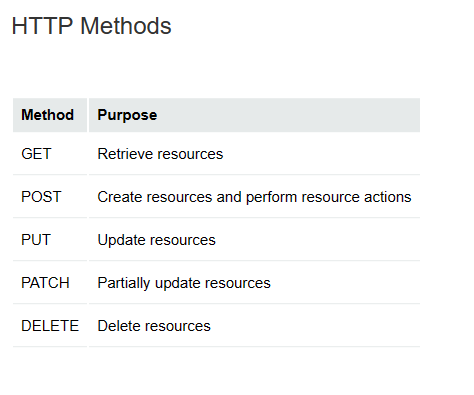 HTTP Methods
Method Purpose
GET Retrieve resources
POST Create resources and perform resource actions
PUT Update resources
PATCH Partially update resources
DELETE Delete resources